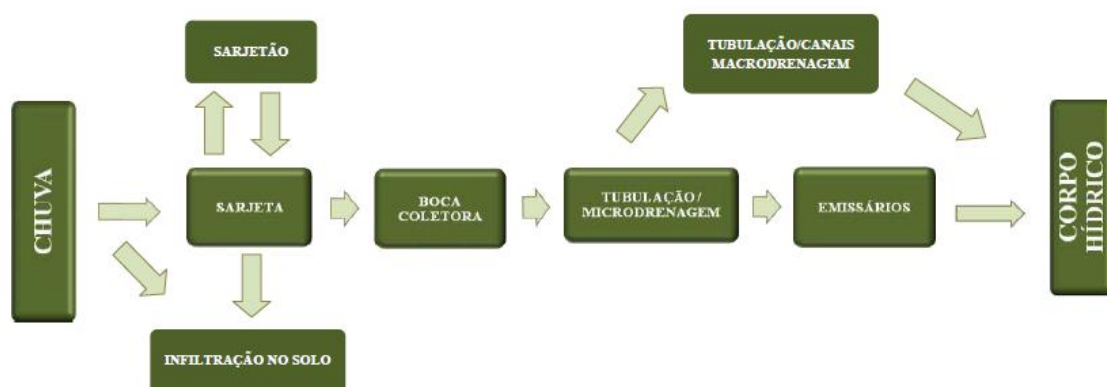 SARJETÃO
TUBULAÇÃO/CANAIS
MACRODRENAGEM
CHUVA
SARJETA
BOCA
COLETORA
TUBULAÇÃO /
MICRODRENAGEM
EMISSÁRIOS
CORPO
HÍDRICO
INFILTRAÇÃO NO SOLO